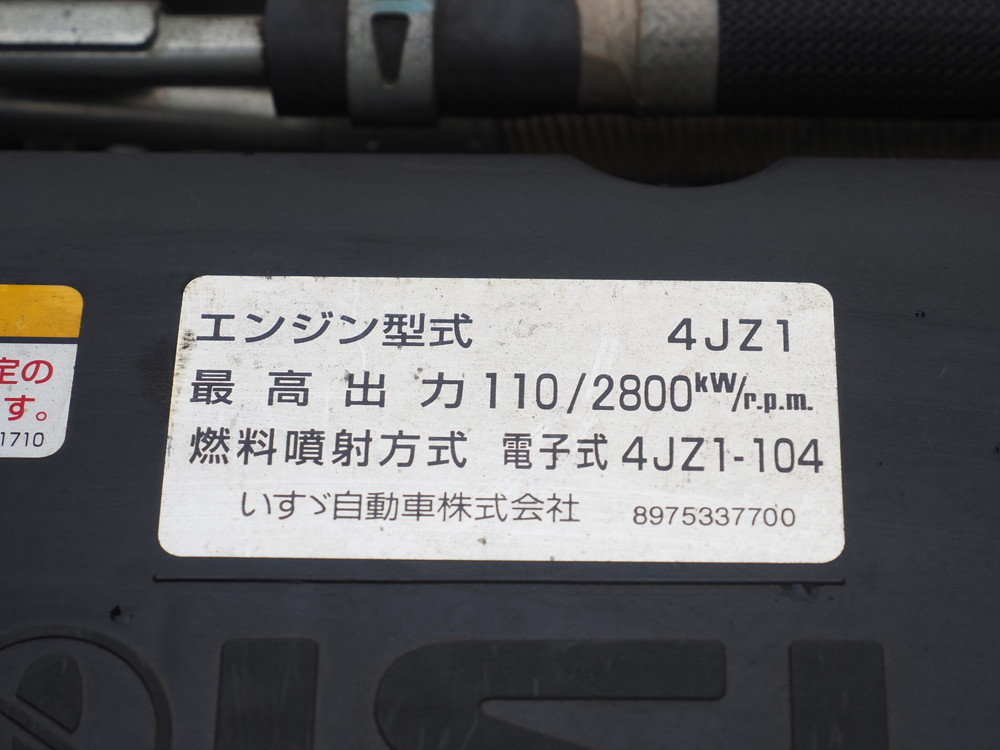 エンジン型式 4JZ1
最高出力 110/2800kW/r.p.m.
燃料噴射方式 電子式 4JZ1-104
いすゞ自動車株式会社 8975337700
定の
す。
1710